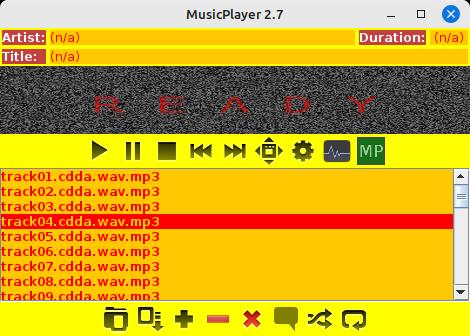 MusicPlayer 2.7
Artist: (n/a) Duration: (n/a)
Title: (n/a)
READY
MP
track01.cdda.wav.mp3
track02.cdda.wav.mp3
track03.cdda.wav.mp3
track04.cdda.wav.mp3
track05.cdda.wav.mp3
track06.cdda.wav.mp3
track07.cdda.wav.mp3
track08.cdda.wav.mp3
track09.cdda.wav.mp3